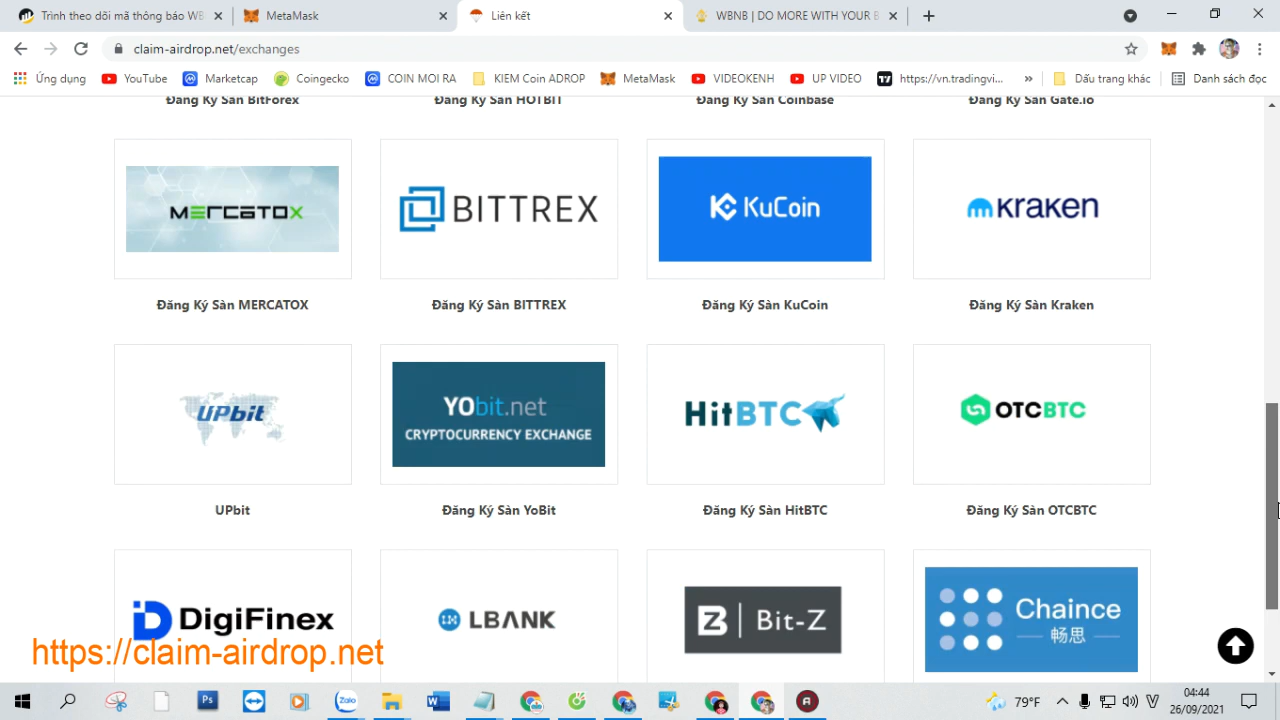 Trình theo dõi mã thông báo WB
MetaMask
Liên kết
WBNB | DO MORE WITH YOUR B
claim-airdrop.net/exchanges
Ứng dụng
YouTube
Marketcap
Coingecko
COIN MOI RA
KIEM Coin ADROP
MetaMask
VIDEOKENH
UP VIDEO
https://vn.tradingvi...
»
Dấu trang khác
Danh sách đọc
Đăng Ký Sàn BitForex
Đăng Ký Sàn HOTBIT
Đăng Ký Sàn Coinbase
Đăng Ký Sàn Gate.io
MERCATOX
BITTREX
KuCoin
kraken
Đăng Ký Sàn MERCATOX
Đăng Ký Sàn BITTREX
Đăng Ký Sàn KuCoin
Đăng Ký Sàn Kraken
UPbit
YObit.net
CRYPTOCURRENCY EXCHANGE
HitBTC
OTCBTC
UPbit
Đăng Ký Sàn YoBit
Đăng Ký Sàn HitBTC
Đăng Ký Sàn OTCBTC
DigiFinex
LBANK
Bit-Z
Chaince
畅思
https://claim-airdrop.net
Ps
Zalo
W
A
79°F
V
04:44
26/09/2021